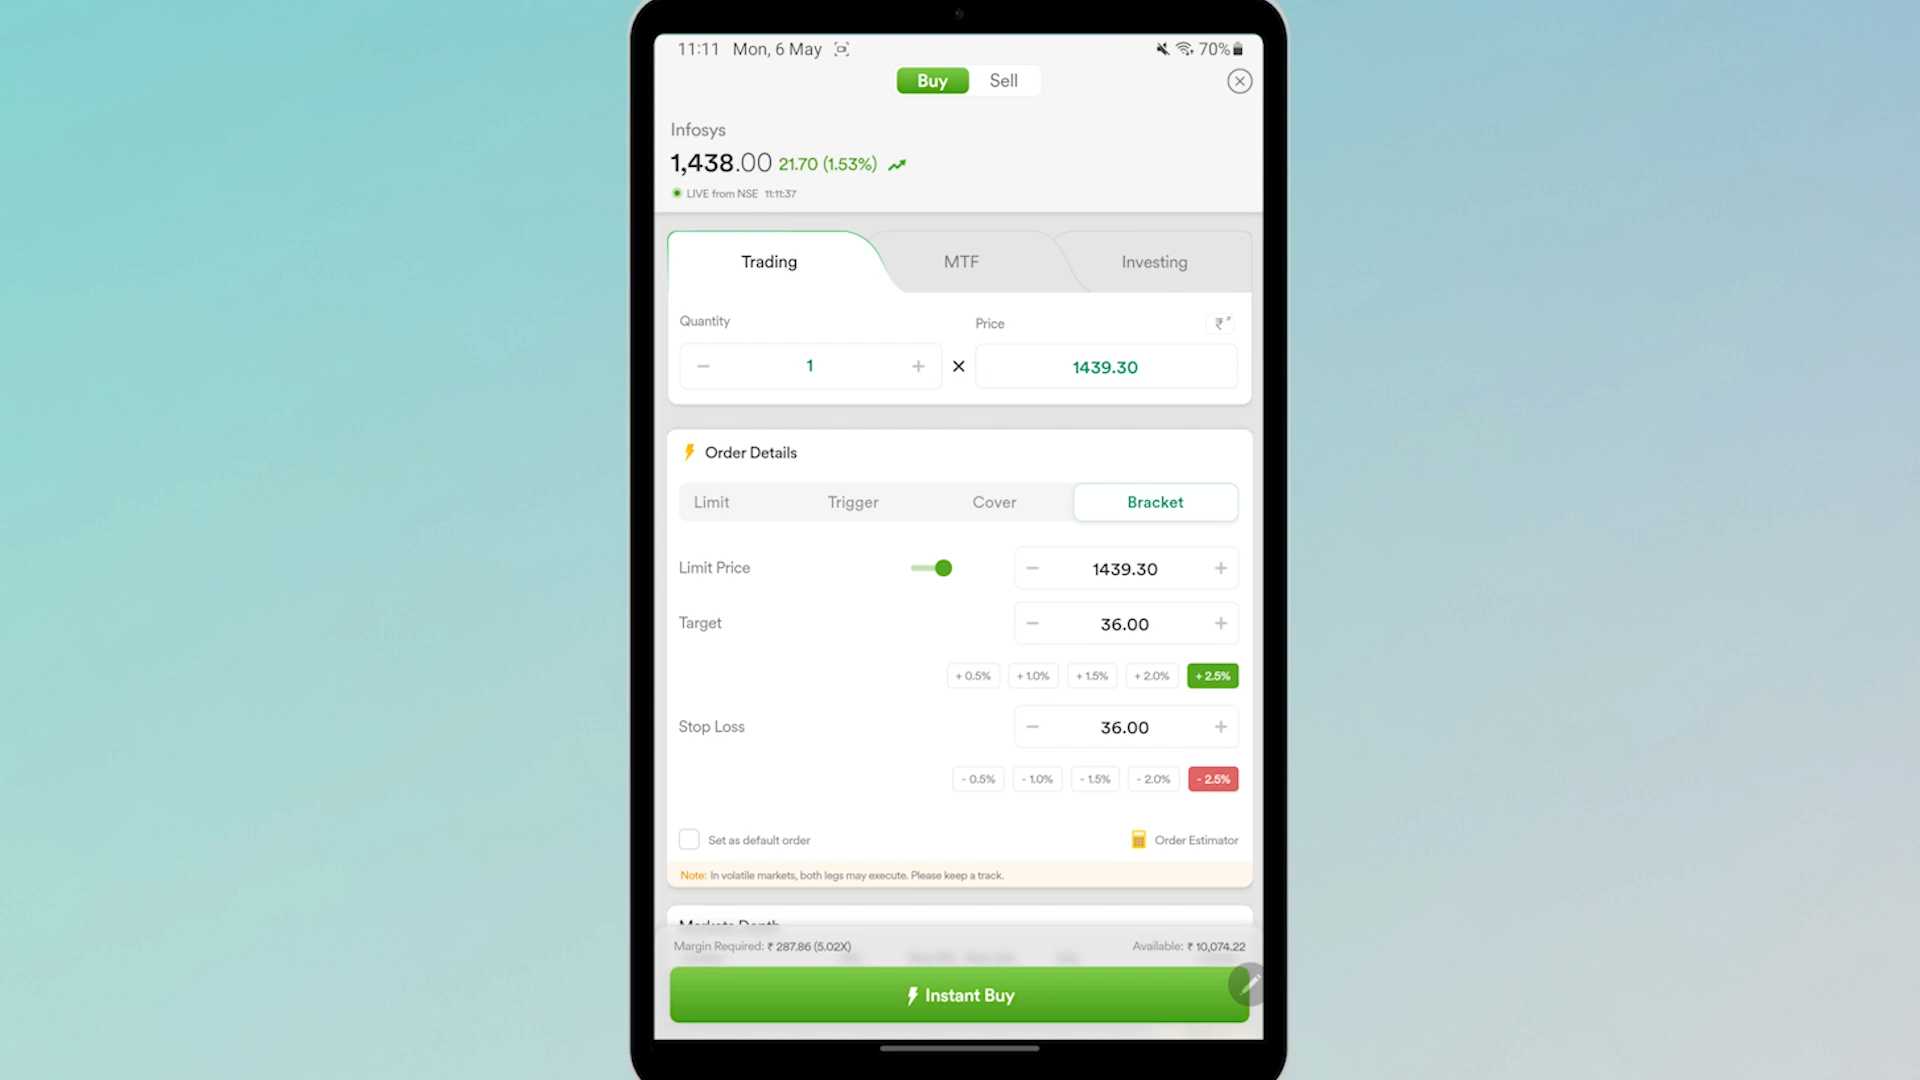 11:11 Mon, 6 May 70%
Buy Sell
Infosys
1,438.00 21.70 (1.53%)
LIVE from NSE 11:11:37
Trading MTF Investing
Quantity Price ₹
− 1 + × 1439.30
Order Details
Limit Trigger Cover Bracket
Limit Price − 1439.30 +
Target − 36.00 +
+ 0.5% + 1.0% + 1.5% + 2.0% + 2.5%
Stop Loss − 36.00 +
- 0.5% - 1.0% - 1.5% - 2.0% - 2.5%
Set as default order Order Estimator
Note: In volatile markets, both legs may execute. Please keep a track.
Markets Depth
Margin Required: ₹ 287.86 (5.02X) Available: ₹ 10,074.22
Instant Buy